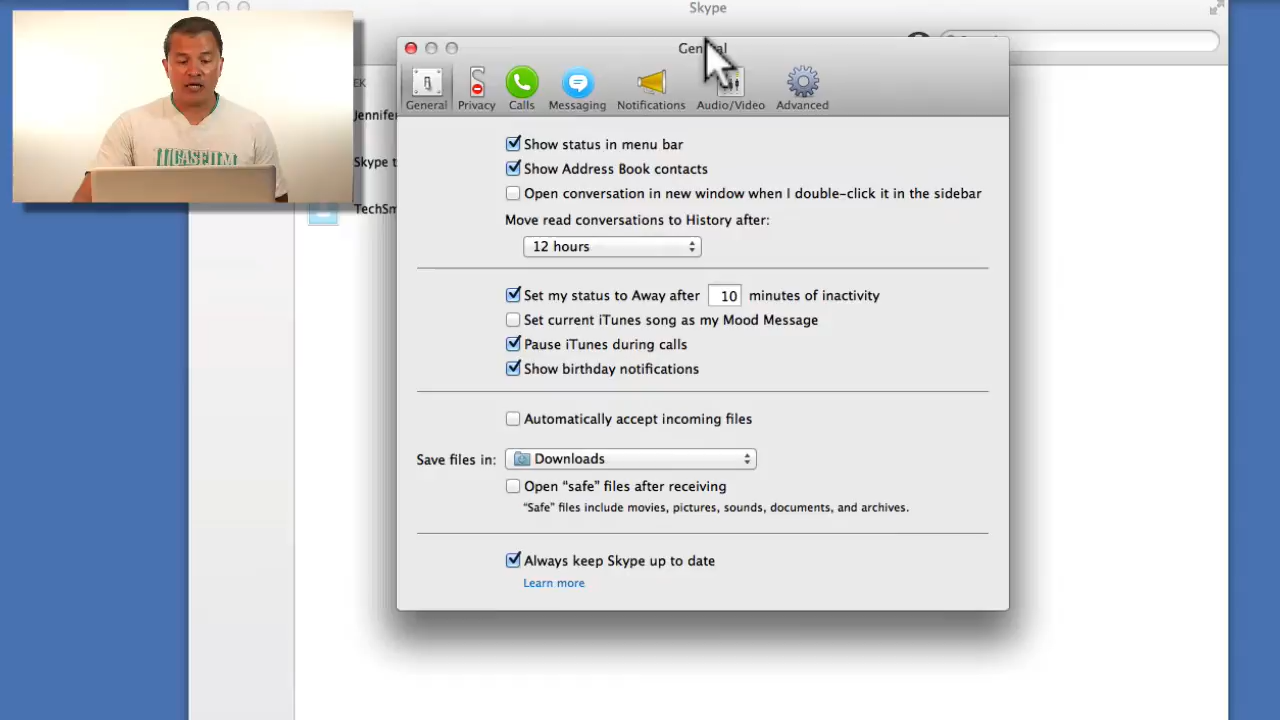 Skype
General
General Privacy Calls Messaging Notifications Audio/Video Advanced
EK
Jennifer
Skype t
TechSm
Show status in menu bar
Show Address Book contacts
Open conversation in new window when I double-click it in the sidebar
Move read conversations to History after:
12 hours
Set my status to Away after 10 minutes of inactivity
Set current iTunes song as my Mood Message
Pause iTunes during calls
Show birthday notifications
Automatically accept incoming files
Save files in: Downloads
Open “safe” files after receiving
“Safe” files include movies, pictures, sounds, documents, and archives.
Always keep Skype up to date
Learn more